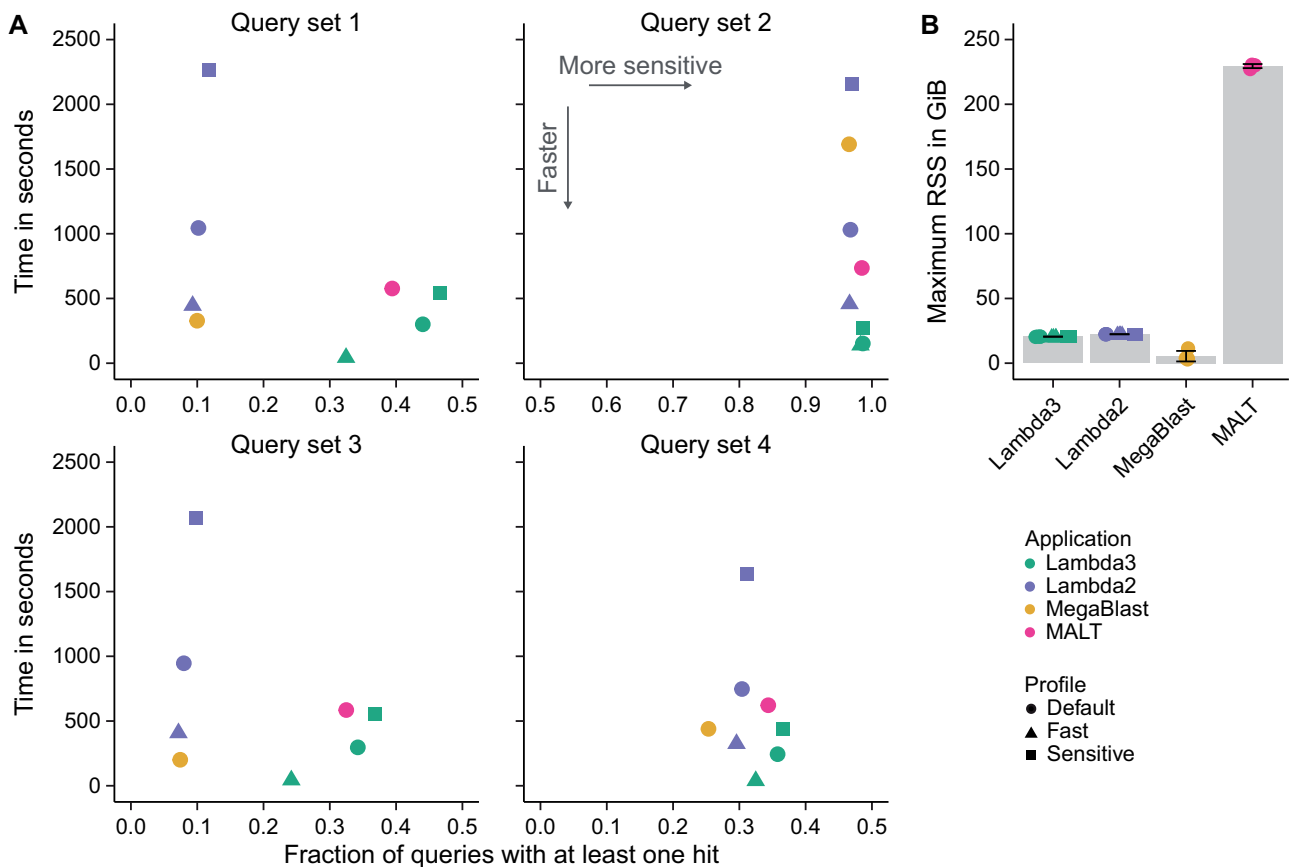 A
Query set 1
Query set 2
B
More sensitive
Faster
Time in seconds
2500
2000
1500
1000
500
0
0.0 0.1 0.2 0.3 0.4 0.5
0.5 0.6 0.7 0.8 0.9 1.0
Maximum RSS in GiB
250
200
150
100
50
0
Lambda3
Lambda2
MegaBlast
MALT
Query set 3
Query set 4
Time in seconds
2500
2000
1500
1000
500
0
0.0 0.1 0.2 0.3 0.4 0.5
0.0 0.1 0.2 0.3 0.4 0.5
Fraction of queries with at least one hit
Application
Lambda3
Lambda2
MegaBlast
MALT
Profile
Default
Fast
Sensitive